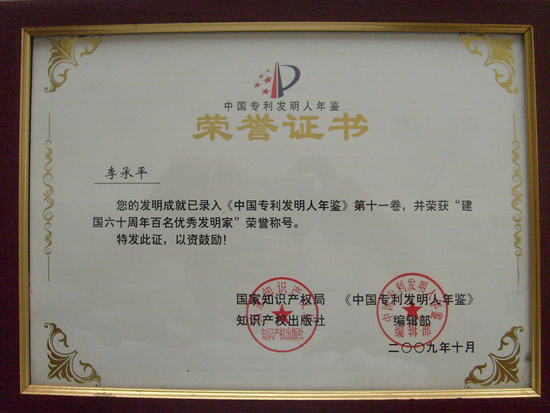 中国专利发明人年鉴
荣誉证书
李承平
您的发明成就已录入《中国专利发明人年鉴》第十一卷,并荣获“建
国六十周年百名优秀发明家”荣誉称号。
特发此证,以资鼓励!
国家知识产权局 《中国专利发明人年鉴》
知识产权出版社 编辑部
二〇〇九年十月